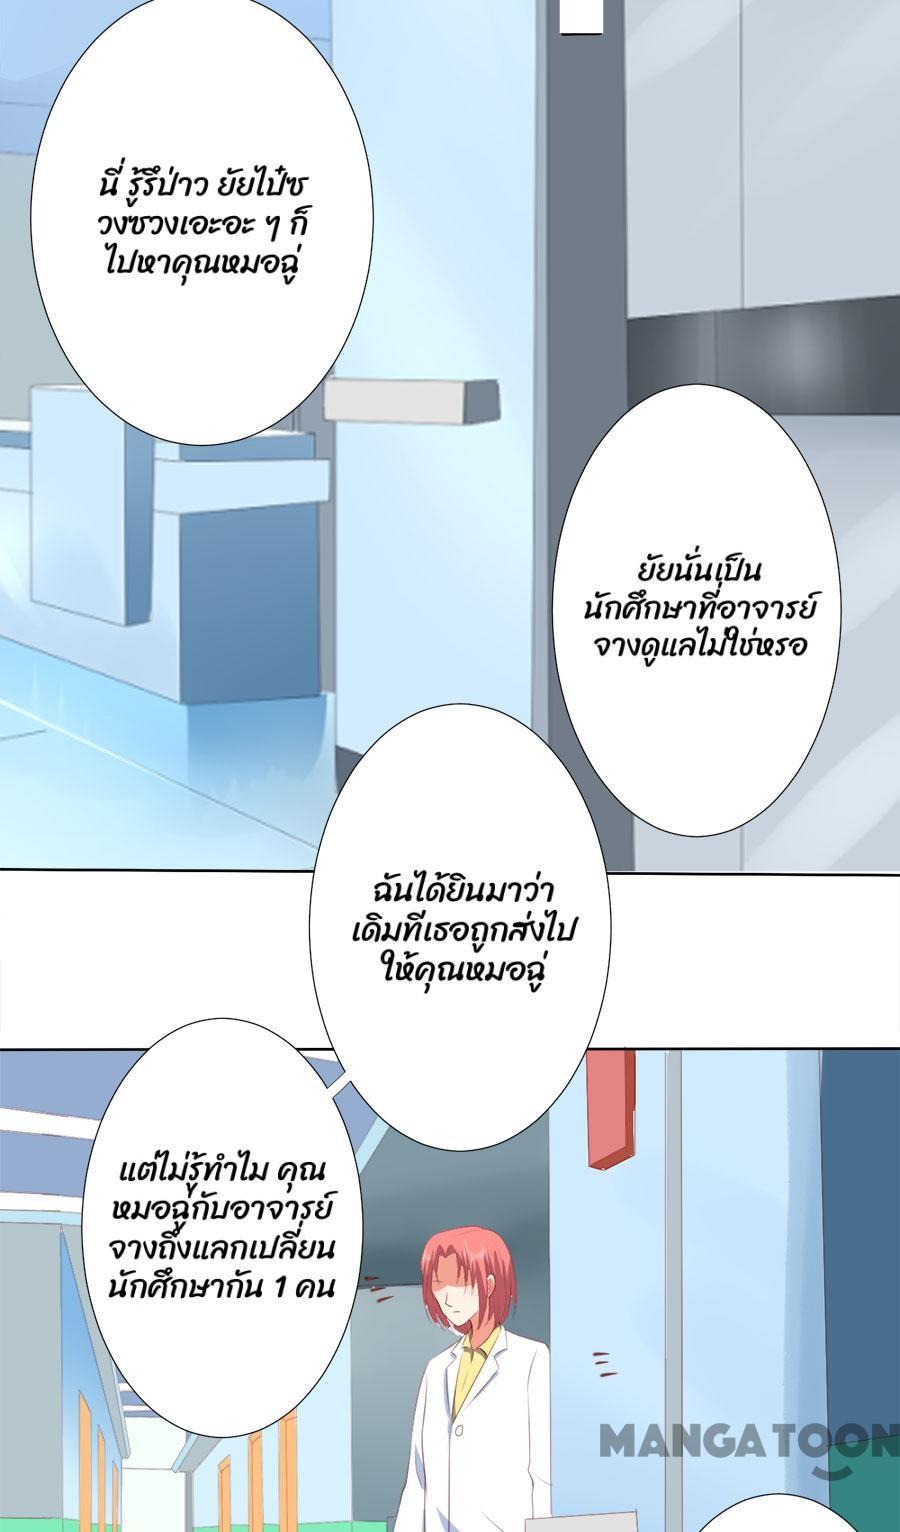 นี่ รู้รึป่าว ยัยไป๋ซ
วงซวงเอะอะ ๆ ก็
ไปหาคุณหมอฉู่
ยัยนั่นเป็น
นักศึกษาที่อาจารย์
จางดูแลไม่ใช่หรอ
ฉันได้ยินมาว่า
เดิมทีเธอถูกส่งไป
ให้คุณหมอฉู่
แต่ไม่รู้ทำไม คุณ
หมอฉู่กับอาจารย์
จางถึงแลกเปลี่ยน
นักศึกษากัน 1 คน
MANGATOON